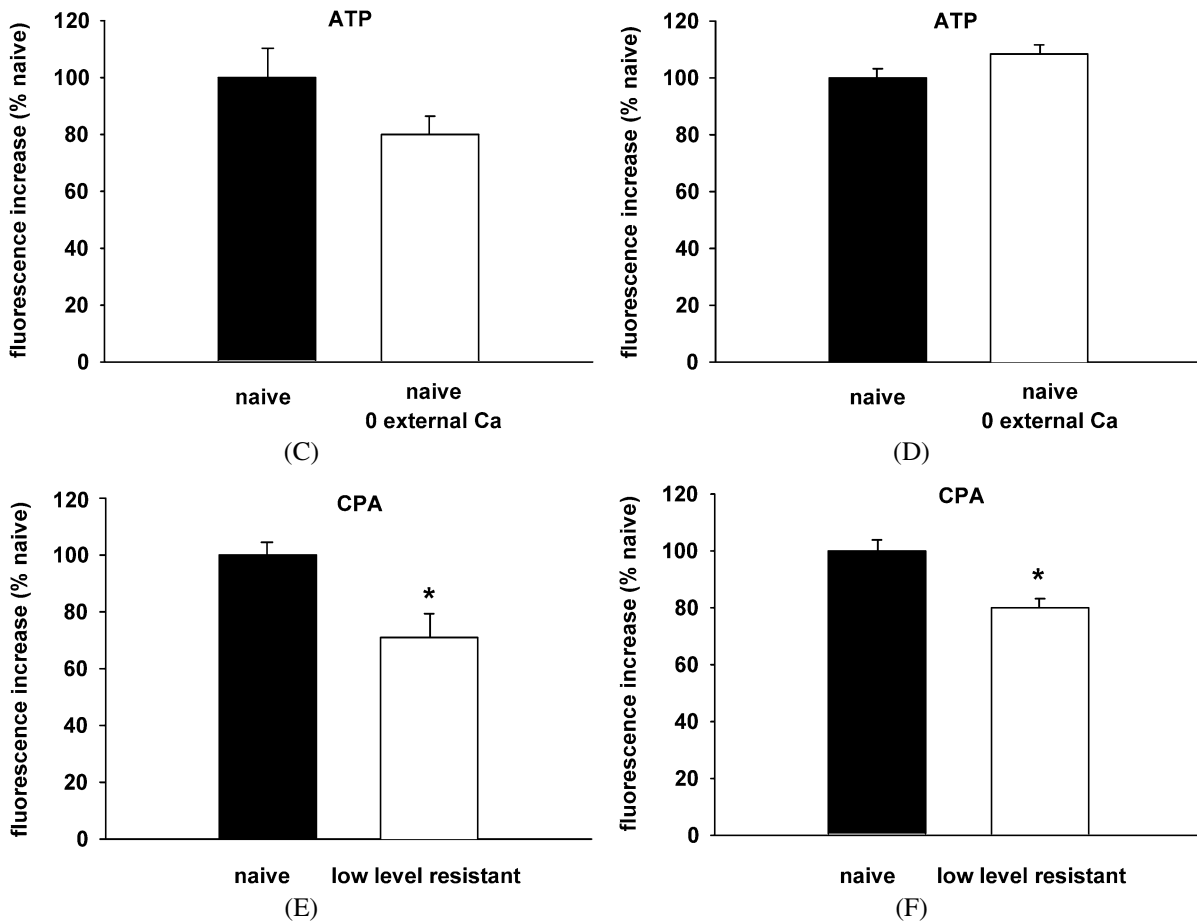 ATP
fluorescence increase (% naive)
120
100
80
60
40
20
0
naive
naive
0 external Ca
(C)
ATP
fluorescence increase (% naive)
120
100
80
60
40
20
0
naive
naive
0 external Ca
(D)
CPA
fluorescence increase (% naive)
120
100
80
60
40
20
0
*
naive
low level resistant
(E)
CPA
fluorescence increase (% naive)
120
100
80
60
40
20
0
*
naive
low level resistant
(F)